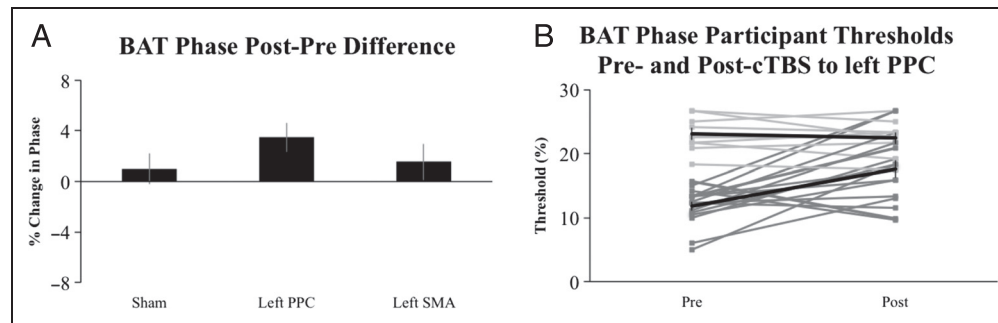 A
BAT Phase Post-Pre Difference
8
4
0
−4
−8
% Change in Phase
Sham Left PPC Left SMA
B
BAT Phase Participant Thresholds
Pre- and Post-cTBS to left PPC
30
20
10
0
Threshold (%)
Pre Post